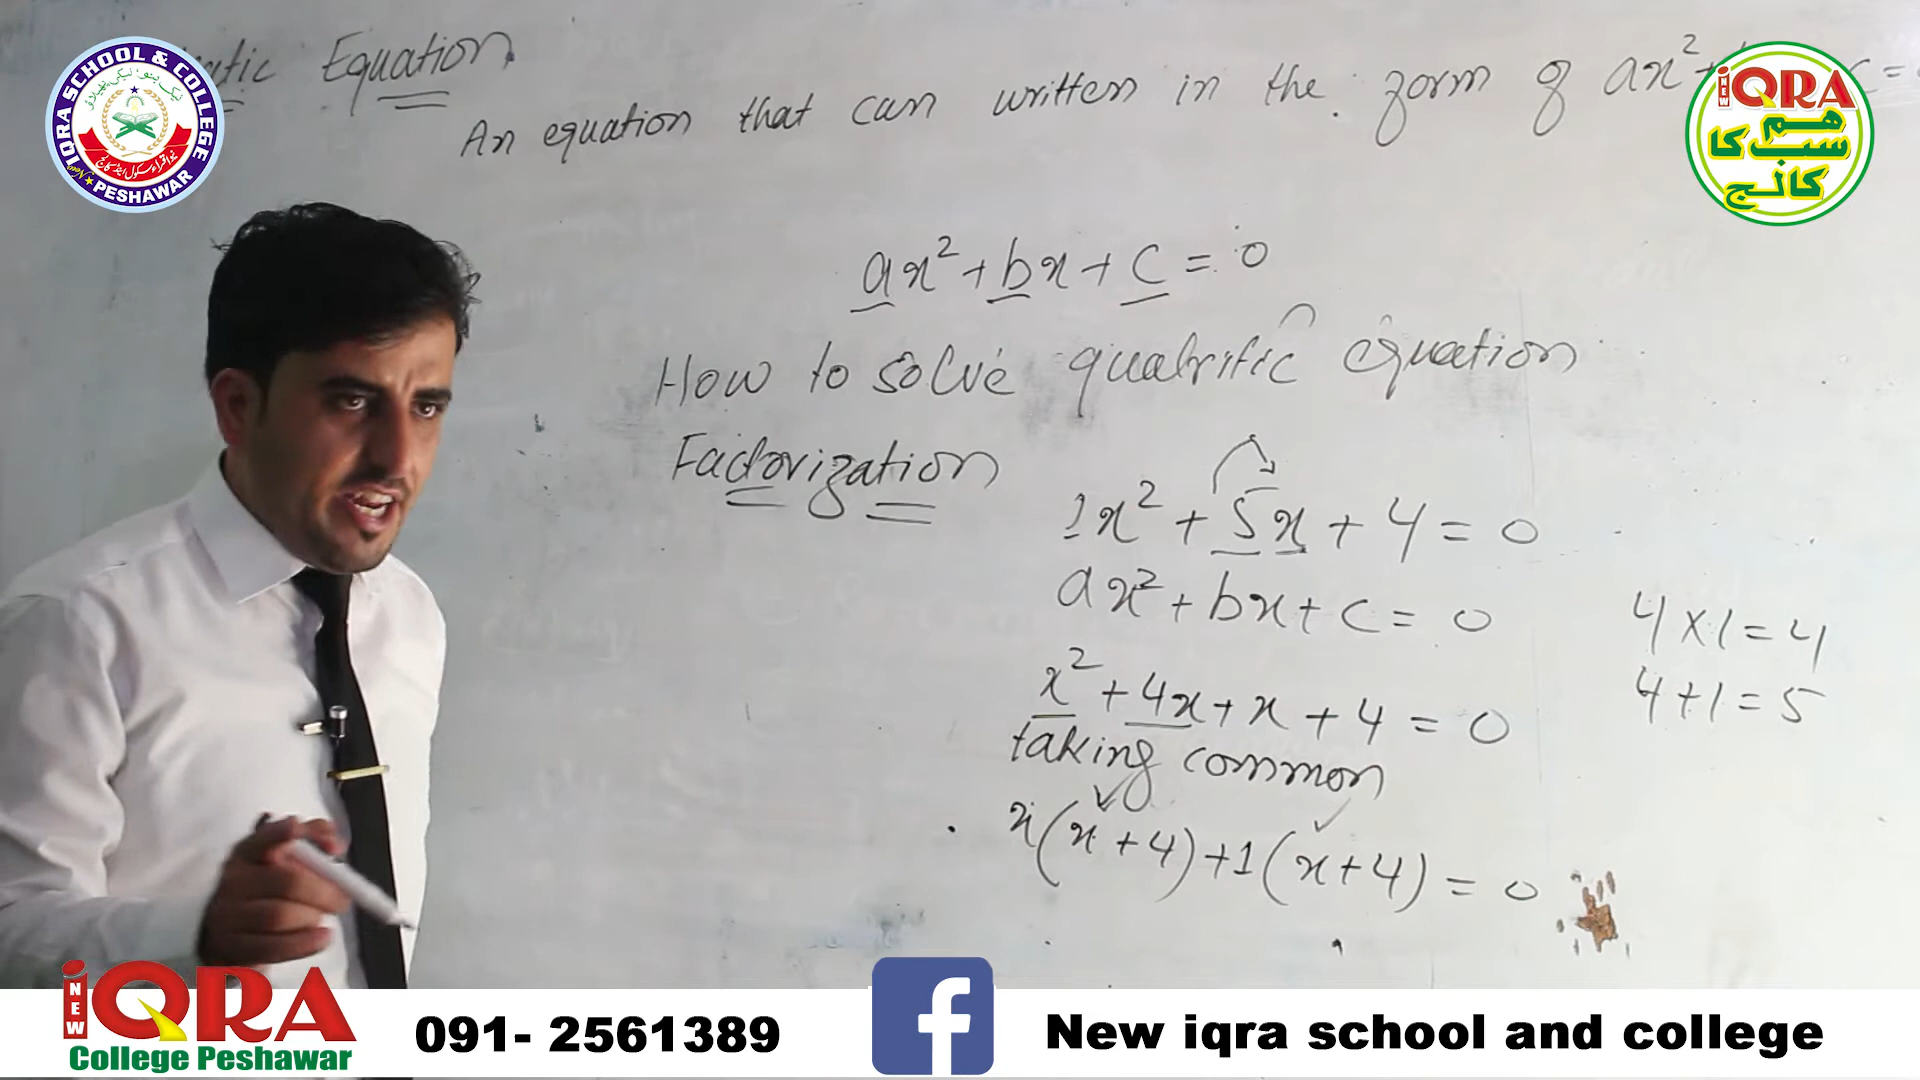 Equation
An equation that can written in the form of ax²+ c =
ax² + bx + c = 0
How to solve quadritic equation
Factorization
1x² + 5x + 4 = 0
ax² + bx + c = 0
4 x 1 = 4
x² + 4x + x + 4 = 0
4 + 1 = 5
taking common
x(x + 4) + 1(x + 4) = 0
IQRA SCHOOL & COLLEGE
PESHAWAR
NEW IQRA
ھم
سب کا
کالج
NEW IQRA
College Peshawar
091- 2561389
f
New iqra school and college